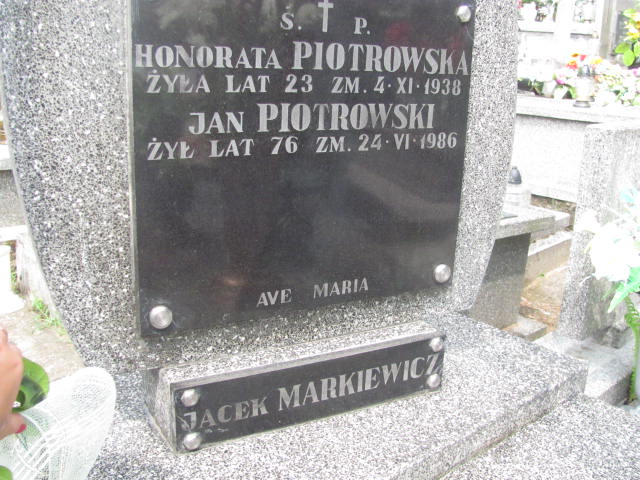 Ś. P.
HONORATA PIOTROWSKA
ŻYŁA LAT 23 ZM. 4·XI·1938
JAN PIOTROWSKI
ŻYŁ LAT 76 ZM. 24·VI·1986
AVE MARIA
JACEK MARKIEWICZ